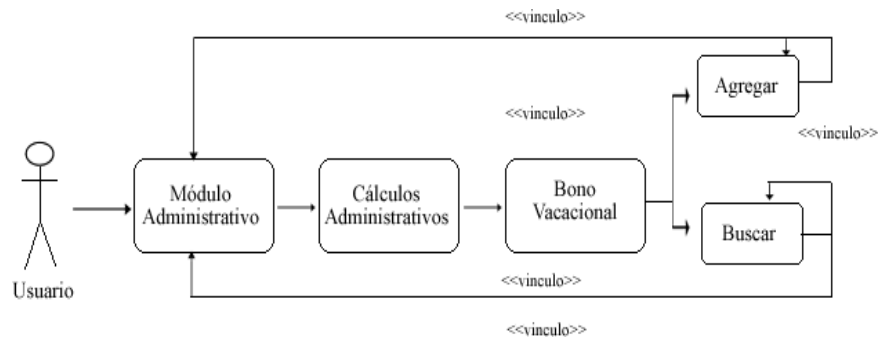 <<vinculo>>
Agregar
<<vinculo>>
<<vinculo>>
Módulo
Administrativo
Cálculos
Administrativos
Bono
Vacacional
Buscar
Usuario
<<vinculo>>
<<vinculo>>